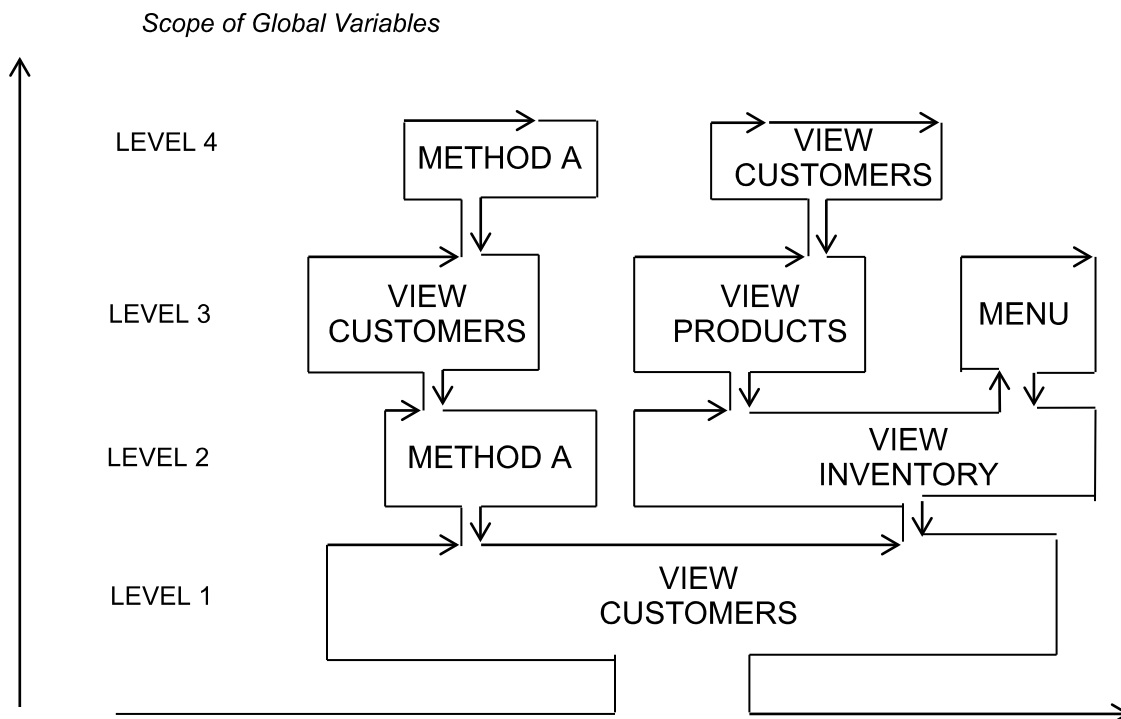 Scope of Global Variables
LEVEL 4
METHOD A
VIEW
CUSTOMERS
LEVEL 3
VIEW
CUSTOMERS
VIEW
PRODUCTS
MENU
LEVEL 2
METHOD A
VIEW
INVENTORY
LEVEL 1
VIEW
CUSTOMERS